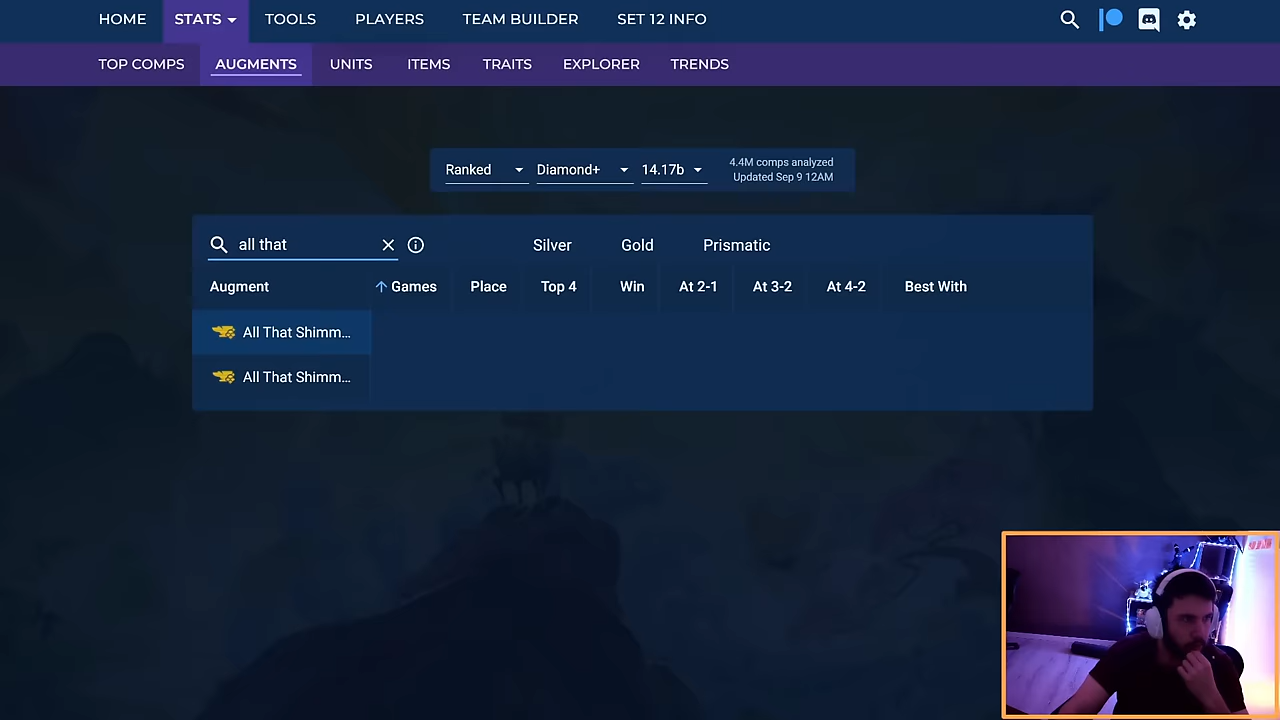 HOME STATS TOOLS PLAYERS TEAM BUILDER SET 12 INFO
TOP COMPS AUGMENTS UNITS ITEMS TRAITS EXPLORER TRENDS
Ranked Diamond+ 14.17b
4.4M comps analyzed
Updated Sep 9 12AM
all that
Silver Gold Prismatic
Augment Games Place Top 4 Win At 2-1 At 3-2 At 4-2 Best With
All That Shimm...
All That Shimm...